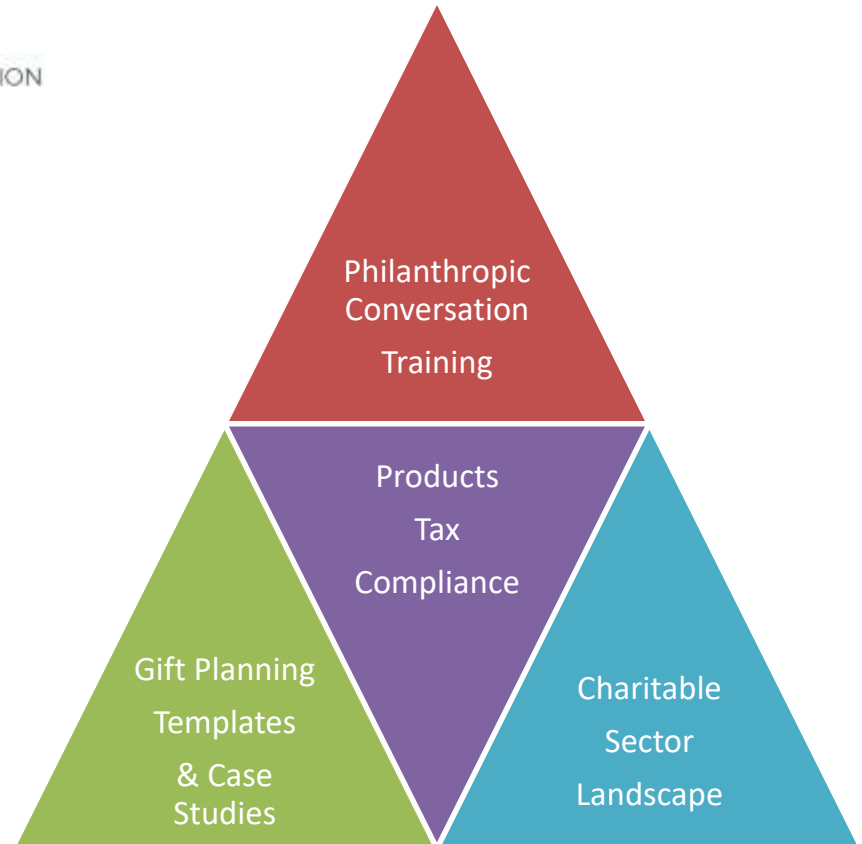 ION
Philanthropic
Conversation
Training
Products
Tax
Compliance
Gift Planning
Templates
& Case
Studies
Charitable
Sector
Landscape